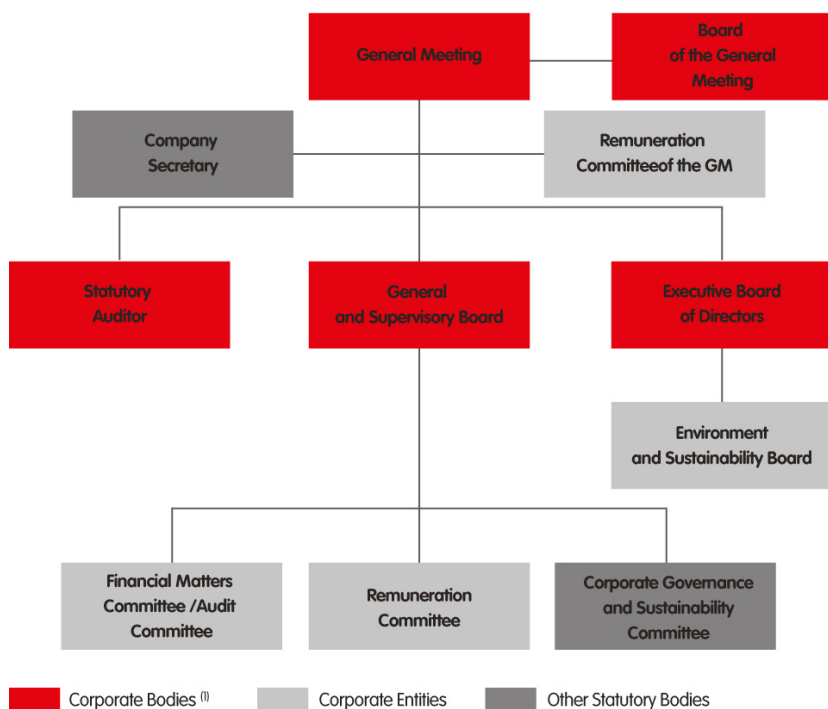 General Meeting
Board
of the General
Meeting
Company
Secretary
Remuneration
Committeeof the GM
Statutory
Auditor
General
and Supervisory Board
Executive Board
of Directors
Environment
and Sustainability Board
Financial Matters
Committee /Audit
Committee
Remuneration
Committee
Corporate Governance
and Sustainability
Committee
Corporate Bodies (1)
Corporate Entities
Other Statutory Bodies